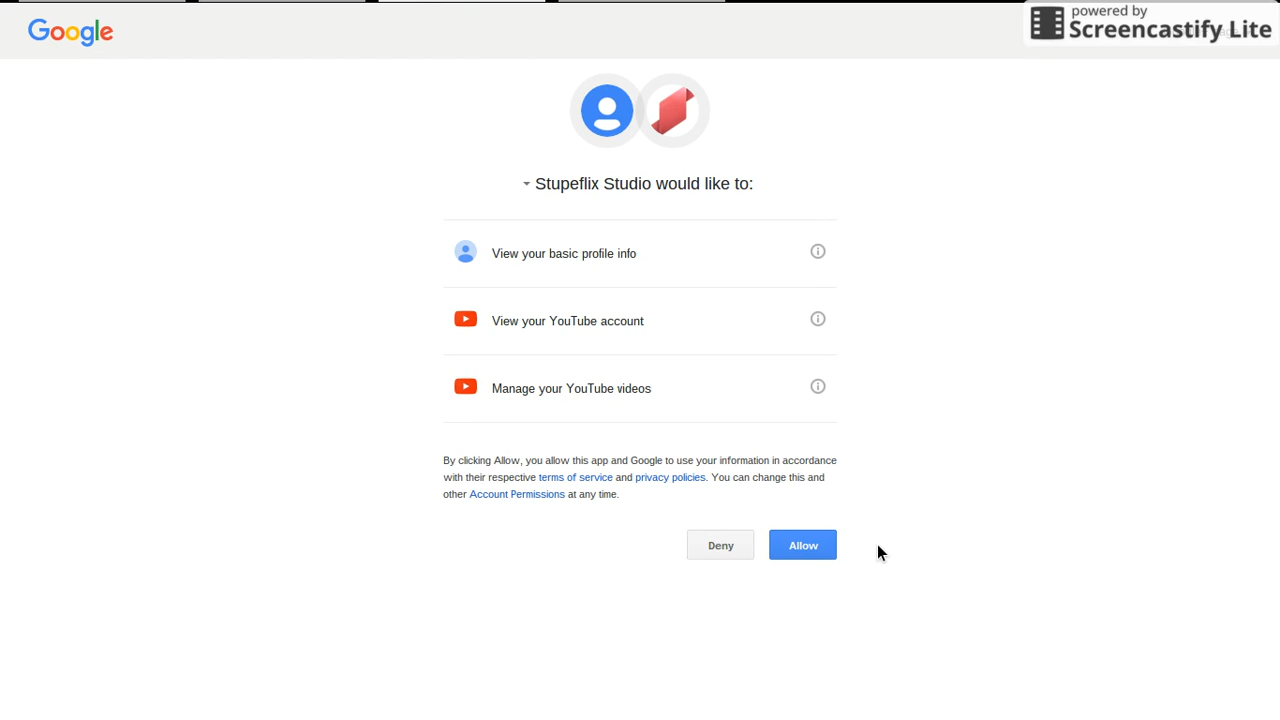 Google
powered by
Screencastify Lite
Stupeflix Studio would like to:
View your basic profile info
View your YouTube account
Manage your YouTube videos
By clicking Allow, you allow this app and Google to use your information in accordance
with their respective terms of service and privacy policies. You can change this and
other Account Permissions at any time.
Deny
Allow